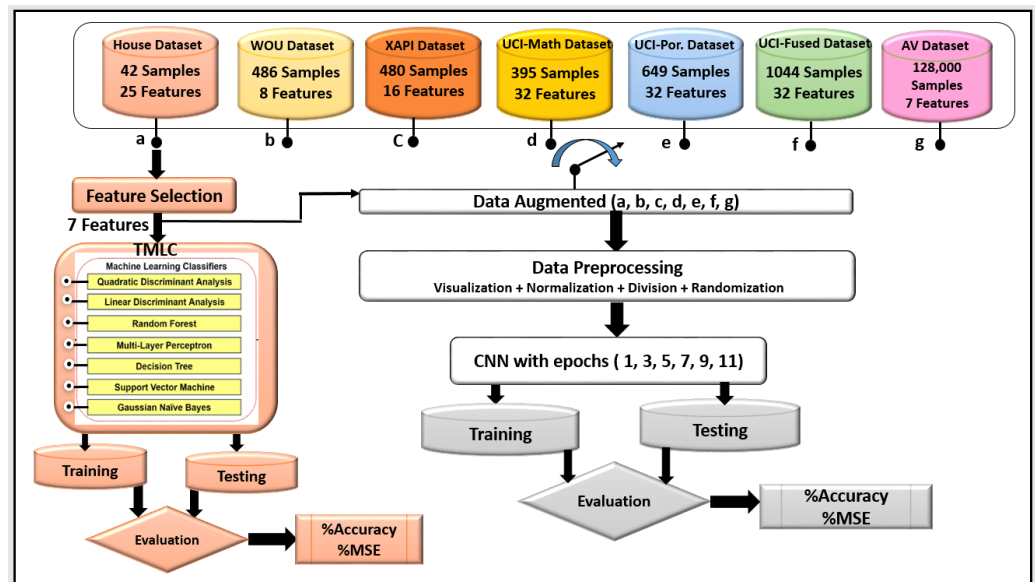 House Dataset
42 Samples
25 Features
WOU Dataset
486 Samples
8 Features
XAPI Dataset
480 Samples
16 Features
UCI-Math Dataset
395 Samples
32 Features
UCI-Por. Dataset
649 Samples
32 Features
UCI-Fused Dataset
1044 Samples
32 Features
AV Dataset
128,000
Samples
7 Features
a
b
C
d
e
f
g
Feature Selection
7 Features
Data Augmented (a, b, c, d, e, f, g)
TMLC
Machine Learning Classifiers
Quadratic Discriminant Analysis
Linear Discriminant Analysis
Random Forest
Multi-Layer Perceptron
Decision Tree
Support Vector Machine
Gaussian Naïve Bayes
Data Preprocessing
Visualization + Normalization + Division + Randomization
CNN with epochs ( 1, 3, 5, 7, 9, 11)
Training
Testing
Evaluation
%Accuracy
%MSE
Training
Testing
Evaluation
%Accuracy
%MSE